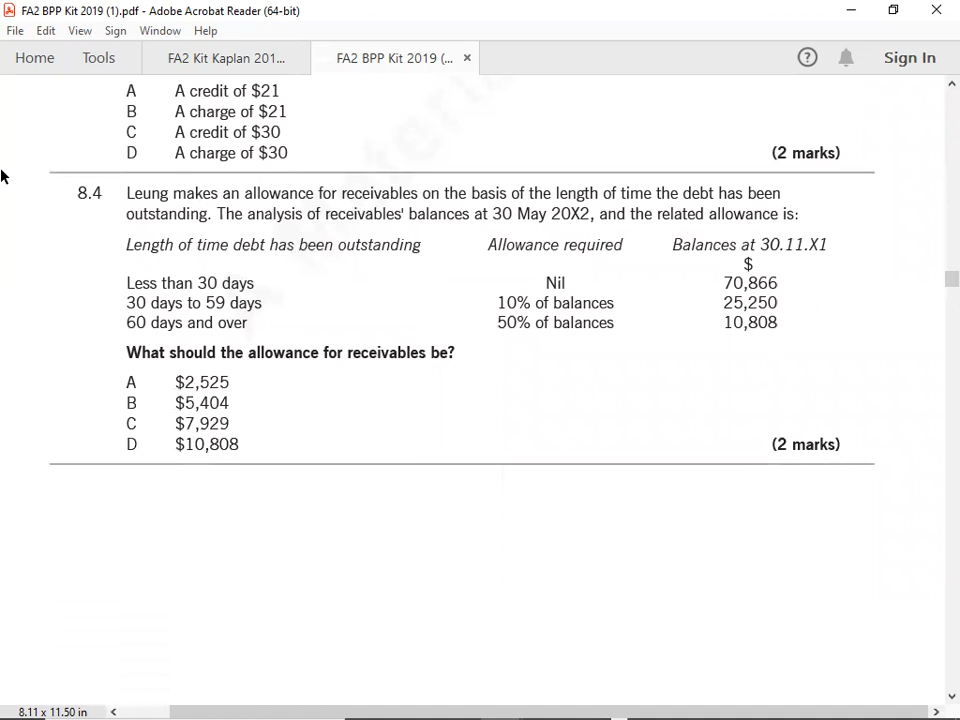 FA2 BPP Kit 2019 (1).pdf - Adobe Acrobat Reader (64-bit)
File Edit View Sign Window Help
Home Tools FA2 Kit Kaplan 201... FA2 BPP Kit 2019 (... × Sign In
A A credit of $21
B A charge of $21
C A credit of $30
D A charge of $30 (2 marks)
8.4 Leung makes an allowance for receivables on the basis of the length of time the debt has been
outstanding. The analysis of receivables' balances at 30 May 20X2, and the related allowance is:
Length of time debt has been outstanding Allowance required Balances at 30.11.X1
$
Less than 30 days Nil 70,866
30 days to 59 days 10% of balances 25,250
60 days and over 50% of balances 10,808
What should the allowance for receivables be?
A $2,525
B $5,404
C $7,929
D $10,808 (2 marks)
8.11 x 11.50 in